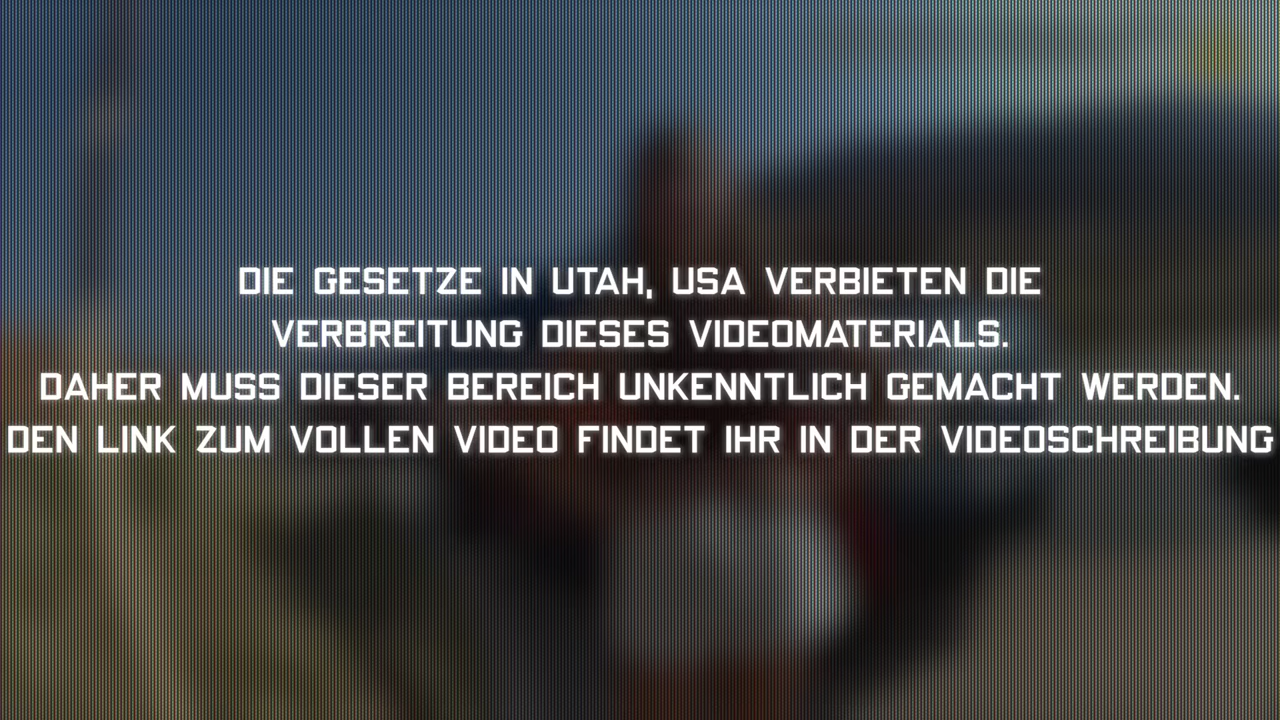 DIE GESETZE IN UTAH, USA VERBIETEN DIE
VERBREITUNG DIESES VIDEOMATERIALS.
DAHER MUSS DIESER BEREICH UNKENNTLICH GEMACHT WERDEN.
DEN LINK ZUM VOLLEN VIDEO FINDET IHR IN DER VIDEOSCHREIBUNG